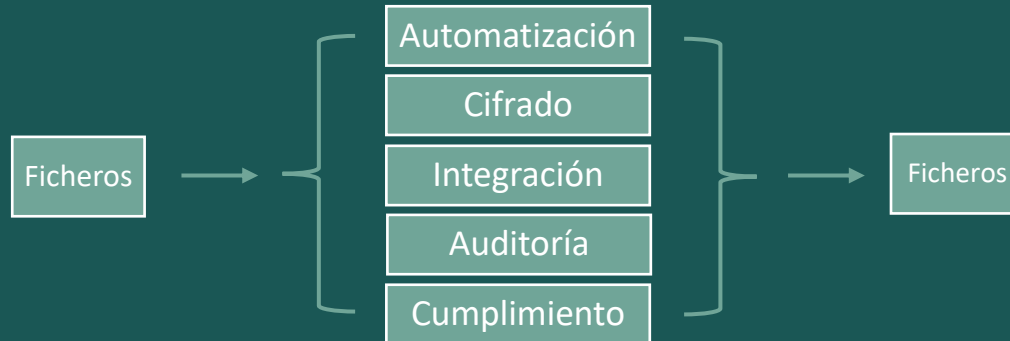 Ficheros
Automatización
Cifrado
Integración
Auditoría
Cumplimiento
Ficheros